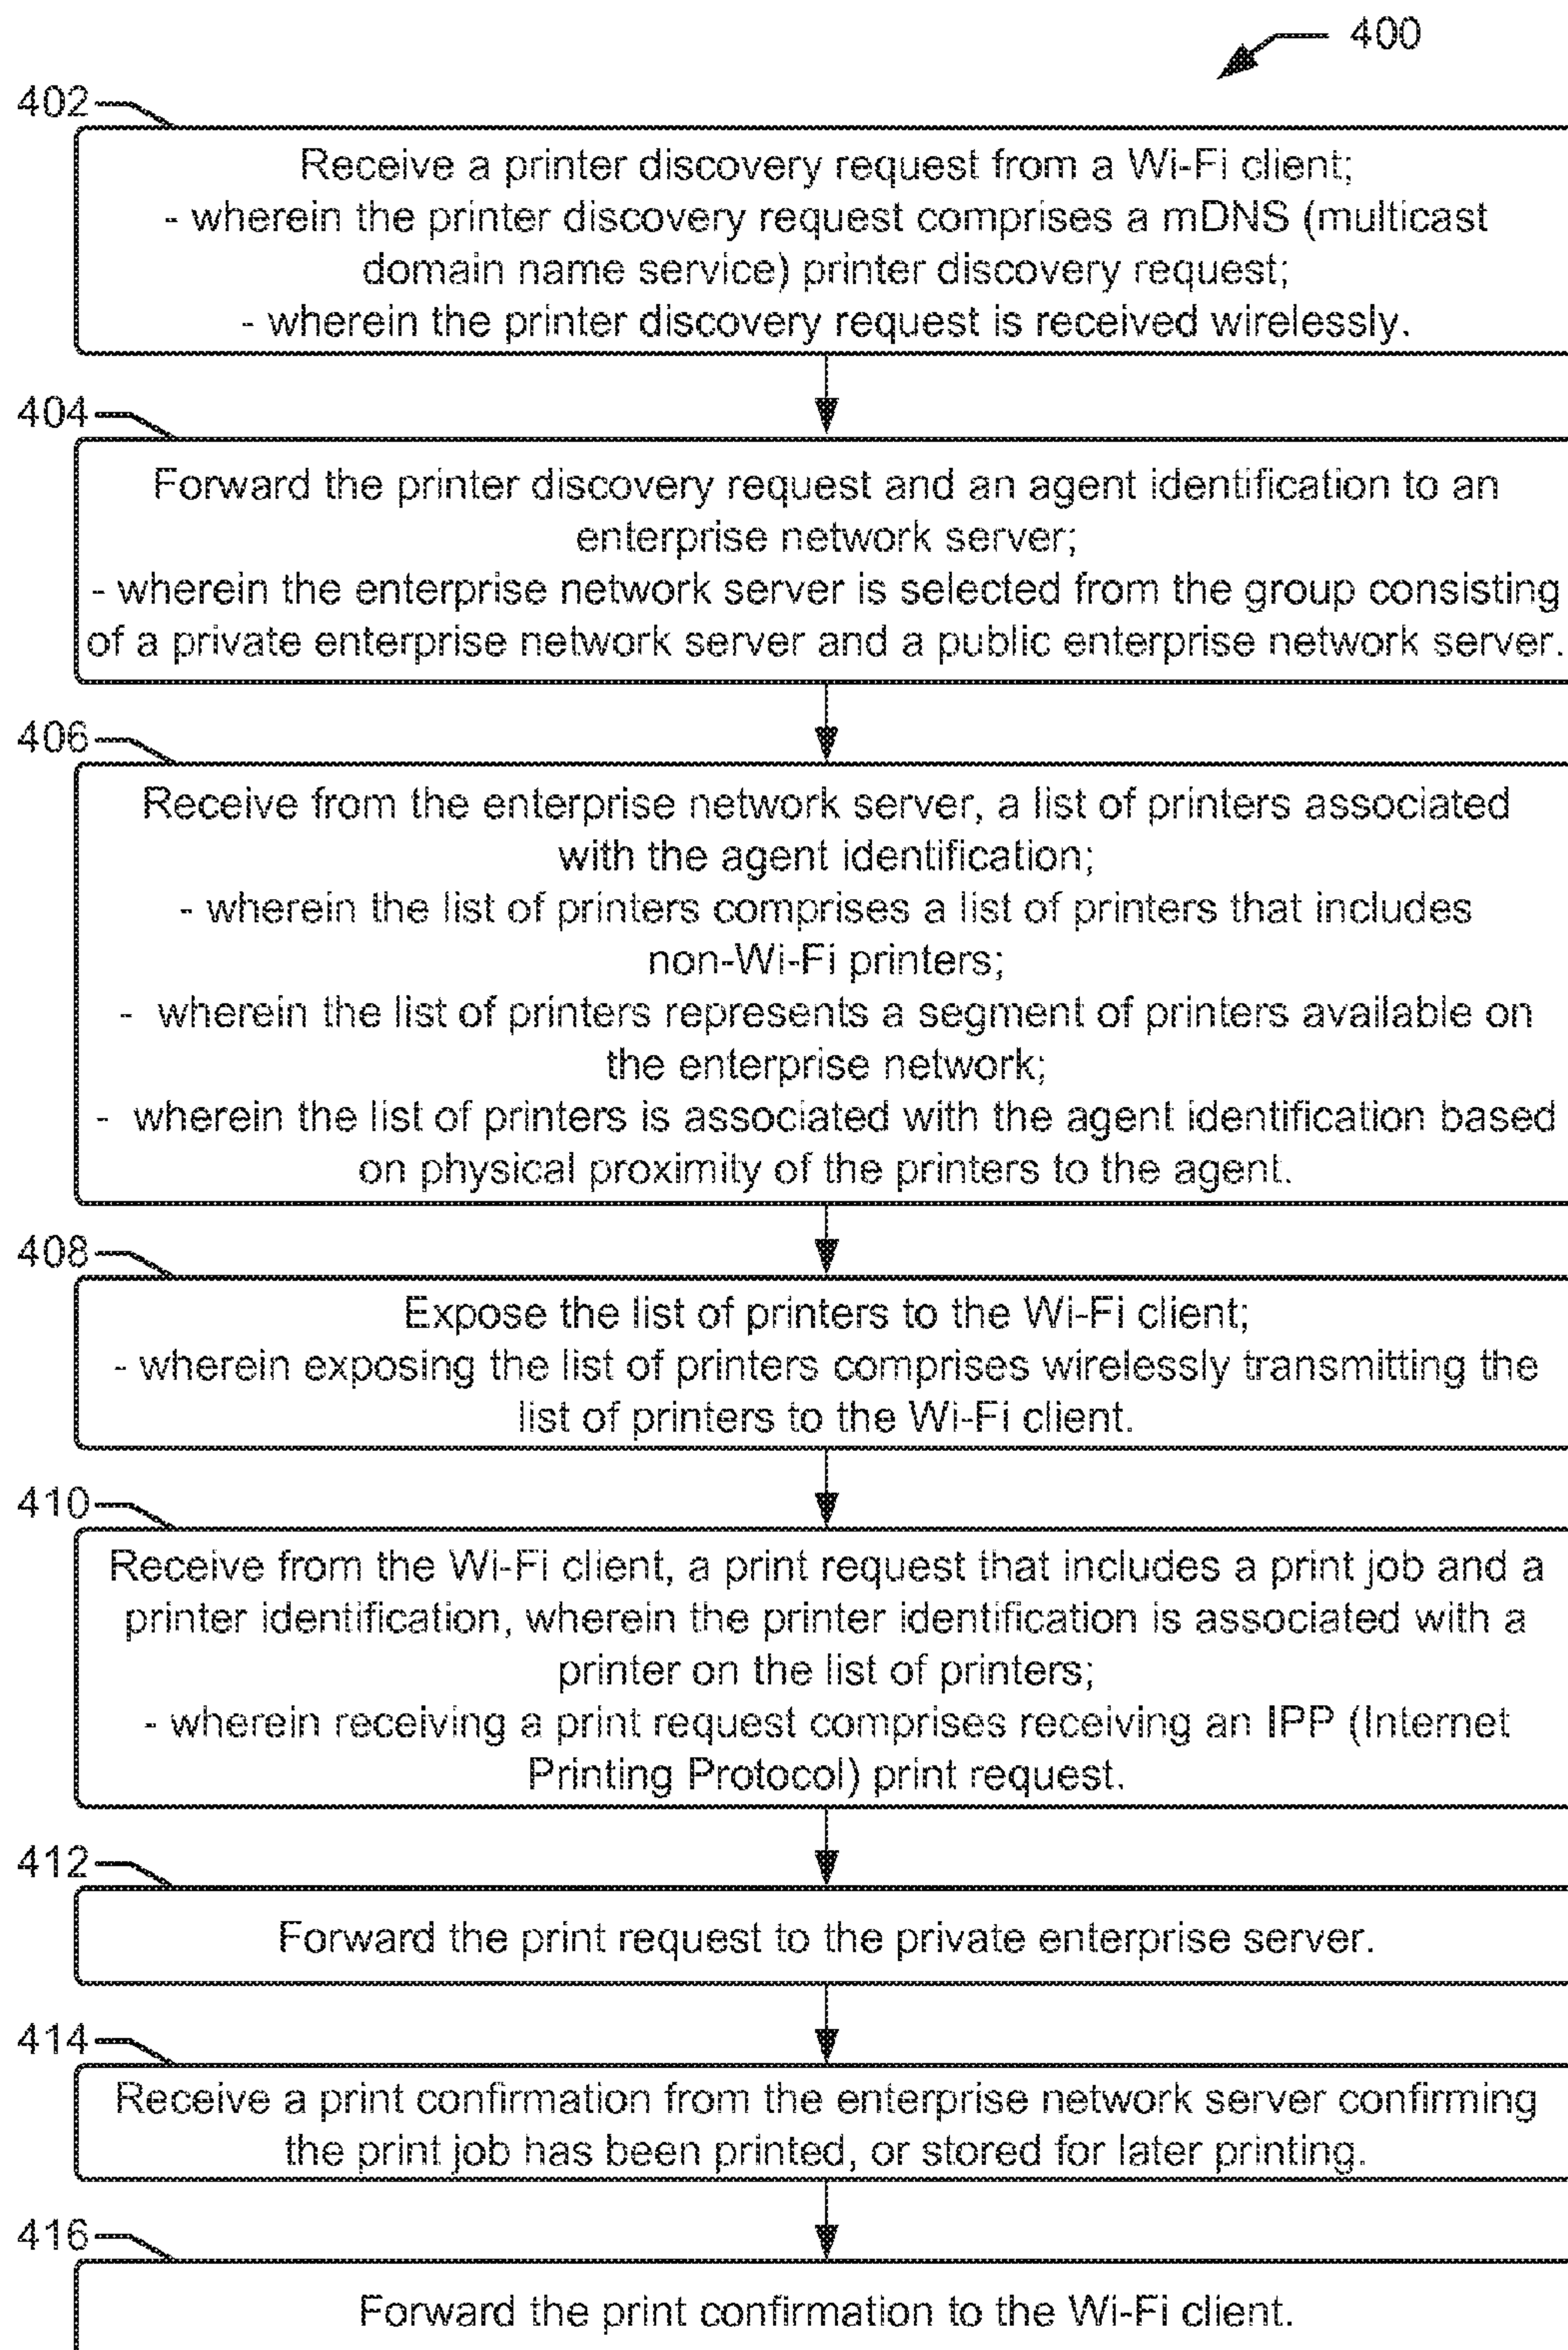 400
402
Receive a printer discovery request from a Wi-Fi client;
- wherein the printer discovery request comprises a mDNS (multicast
domain name service) printer discovery request;
- wherein the printer discovery request is received wirelessly.
404
Forward the printer discovery request and an agent identification to an
enterprise network server;
- wherein the enterprise network server is selected from the group consisting
of a private enterprise network server and a public enterprise network server.
406
Receive from the enterprise network server, a list of printers associated
with the agent identification;
- wherein the list of printers comprises a list of printers that includes
non-Wi-Fi printers;
- wherein the list of printers represents a segment of printers available on
the enterprise network;
- wherein the list of printers is associated with the agent identification based
on physical proximity of the printers to the agent.
408
Expose the list of printers to the Wi-Fi client;
- wherein exposing the list of printers comprises wirelessly transmitting the
list of printers to the Wi-Fi client.
410
Receive from the Wi-Fi client, a print request that includes a print job and a
printer identification, wherein the printer identification is associated with a
printer on the list of printers;
- wherein receiving a print request comprises receiving an IPP (Internet
Printing Protocol) print request.
412
Forward the print request to the private enterprise server.
414
Receive a print confirmation from the enterprise network server confirming
the print job has been printed, or stored for later printing.
416
Forward the print confirmation to the Wi-Fi client.